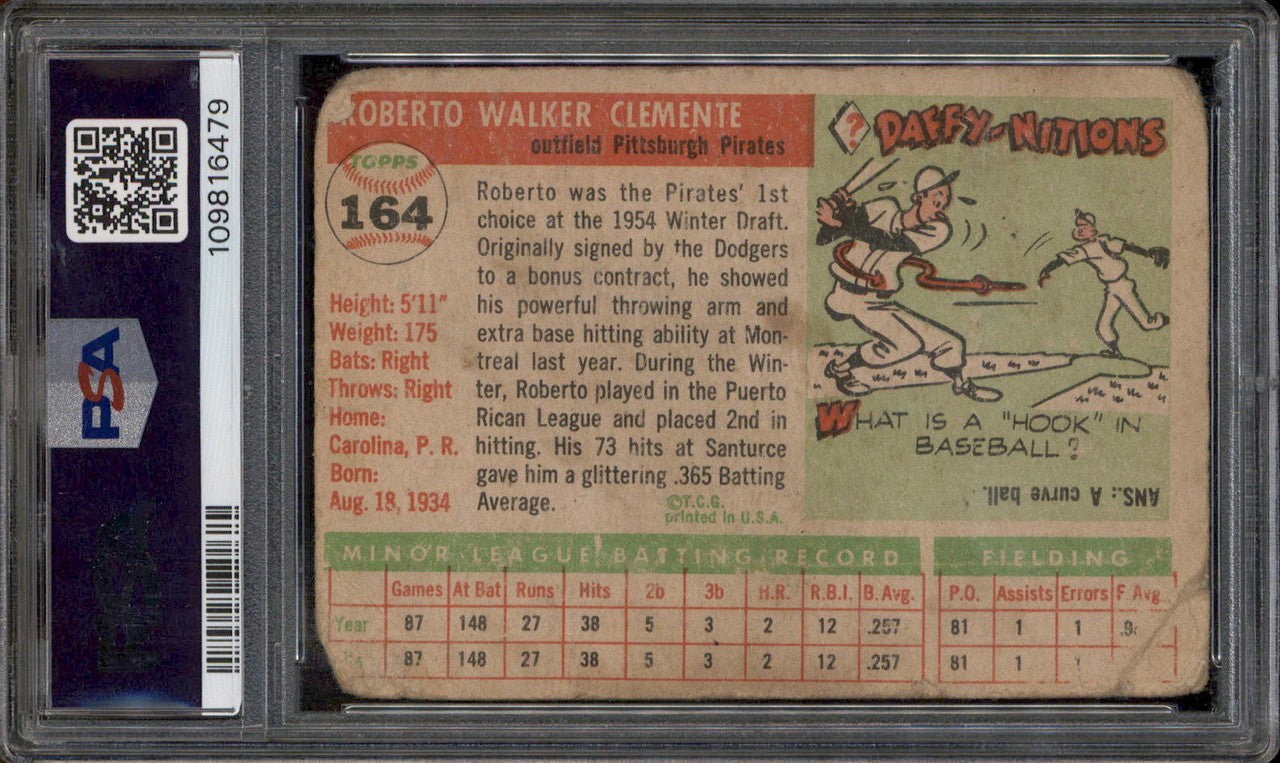 109816479
PSA
ROBERTO WALKER CLEMENTE
outfield Pittsburgh Pirates
TOPPS
164
Height: 5'11"
Weight: 175
Bats: Right
Throws: Right
Home:
Carolina, P. R.
Born:
Aug. 18, 1934
Roberto was the Pirates' 1st
choice at the 1954 Winter Draft.
Originally signed by the Dodgers
to a bonus contract, he showed
his powerful throwing arm and
extra base hitting ability at Mon-
treal last year. During the Win-
ter, Roberto played in the Puerto
Rican League and placed 2nd in
hitting. His 73 hits at Santurce
gave him a glittering .365 Batting
Average.
©T.C.G.
printed in U.S.A.
?
DAFFY-NITIONS
WHAT IS A "HOOK" IN
BASEBALL?
ANS.: A curve ball.
MINOR LEAGUE BATTING RECORD FIELDING
Games At Bat Runs Hits 2b 3b H.R. R.B.I. B. Avg. P.O. Assists Errors F. Avg
Year 87 148 27 38 5 3 2 12 .257 81 1 1
87 148 27 38 5 3 2 12 .257 81 1